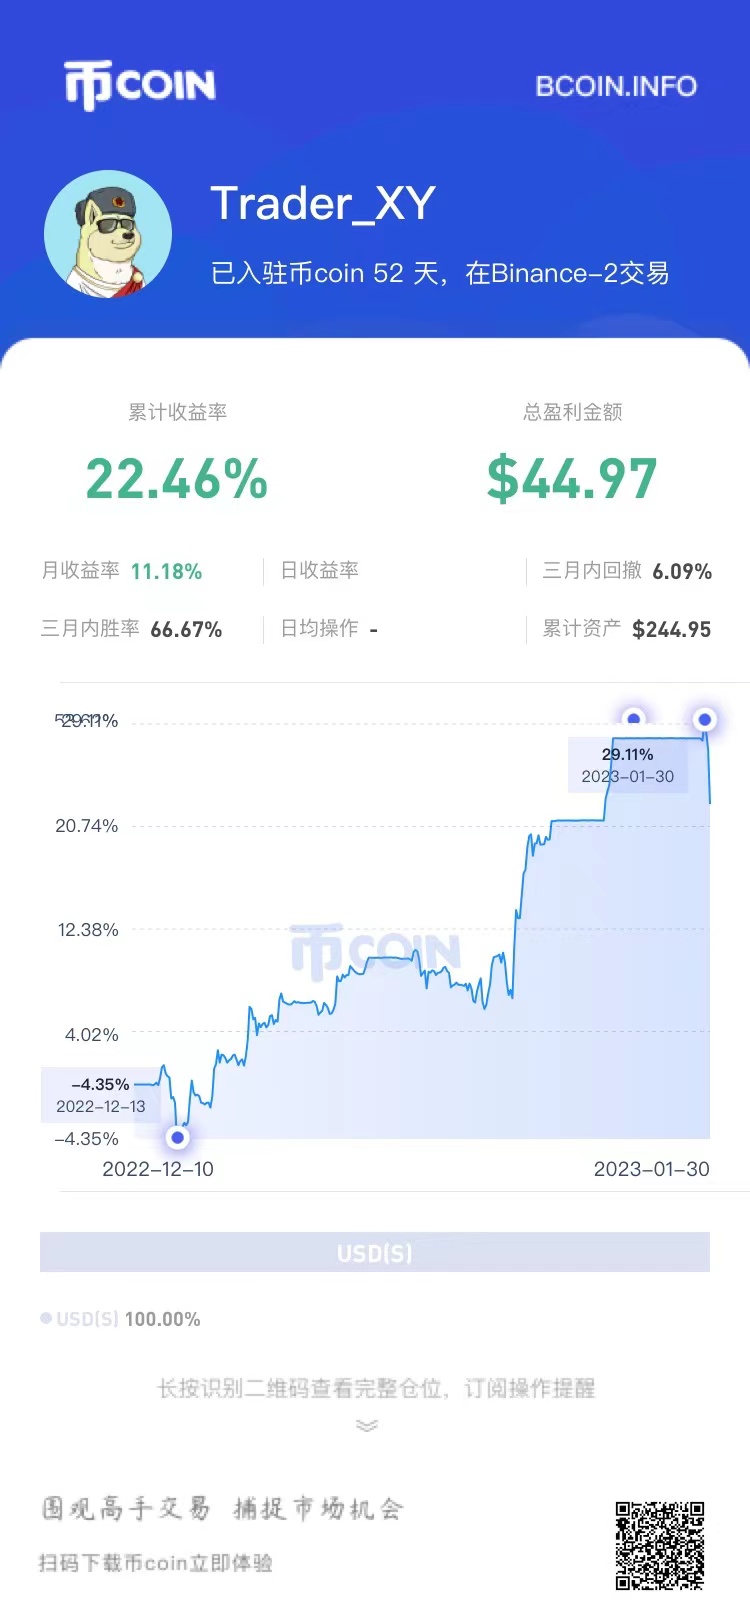 币COIN
BCOIN.INFO
Trader_XY
已入驻币coin 52 天，在Binance-2交易
累计收益率
总盈利金额
22.46%
$44.97
月收益率 11.18%
日收益率
三月内回撤 6.09%
三月内胜率 66.67%
日均操作 -
累计资产 $244.95
29.11%
29.11%
2023-01-30
20.74%
12.38%
币COIN
4.02%
-4.35%
2022-12-13
-4.35%
2022-12-10
2023-01-30
USD(S)
USD(S) 100.00%
长按识别二维码查看完整仓位，订阅操作提醒
围观高手交易 捕捉市场机会
扫码下载币coin立即体验